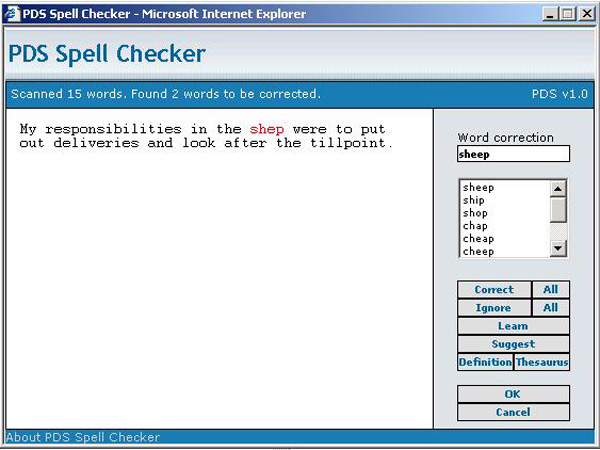 PDS Spell Checker - Microsoft Internet Explorer
PDS Spell Checker
Scanned 15 words. Found 2 words to be corrected. PDS v1.0
My responsibilities in the shep were to put
out deliveries and look after the tillpoint.
Word correction
sheep
sheep
ship
shop
chap
cheap
cheep
Correct All
Ignore All
Learn
Suggest
Definition Thesaurus
OK
Cancel
About PDS Spell Checker